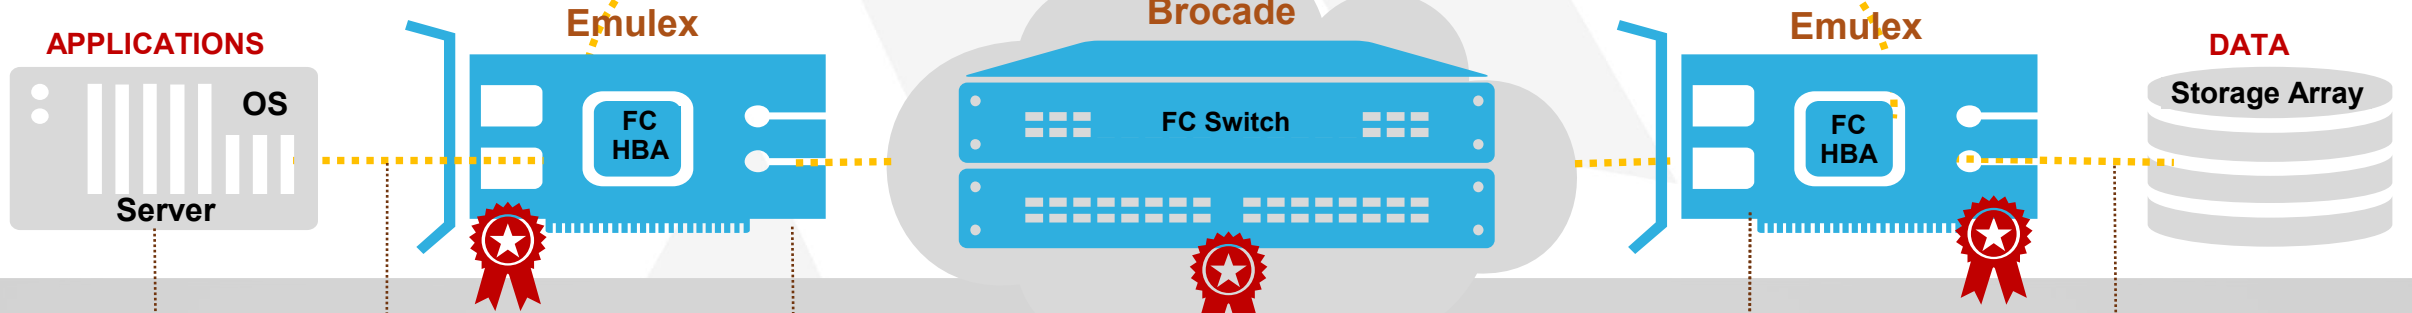 APPLICATIONS
OS
Server
Emulex
FC
HBA
Brocade
FC Switch
Emulex
FC
HBA
DATA
Storage Array